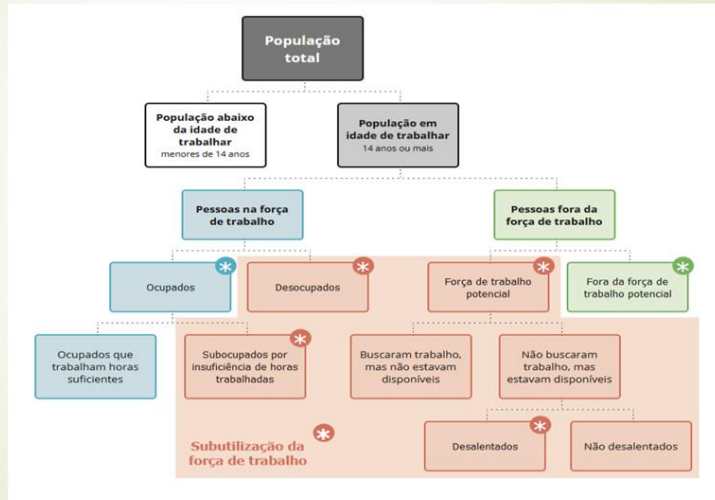 População
total
População abaixo
da idade de
trabalhar
menores de 14 anos
População em
idade de trabalhar
14 anos ou mais
Pessoas na força
de trabalho
Pessoas fora da
força de trabalho
Ocupados
Desocupados
Força de trabalho
potencial
Fora da força de
trabalho potencial
Ocupados que
trabalham horas
suficientes
Subocupados por
insuficiência de horas
trabalhadas
Buscaram trabalho,
mas não estavam
disponíveis
Não buscaram
trabalho, mas
estavam disponíveis
Subutilização da
força de trabalho
Desalentados
Não desalentados